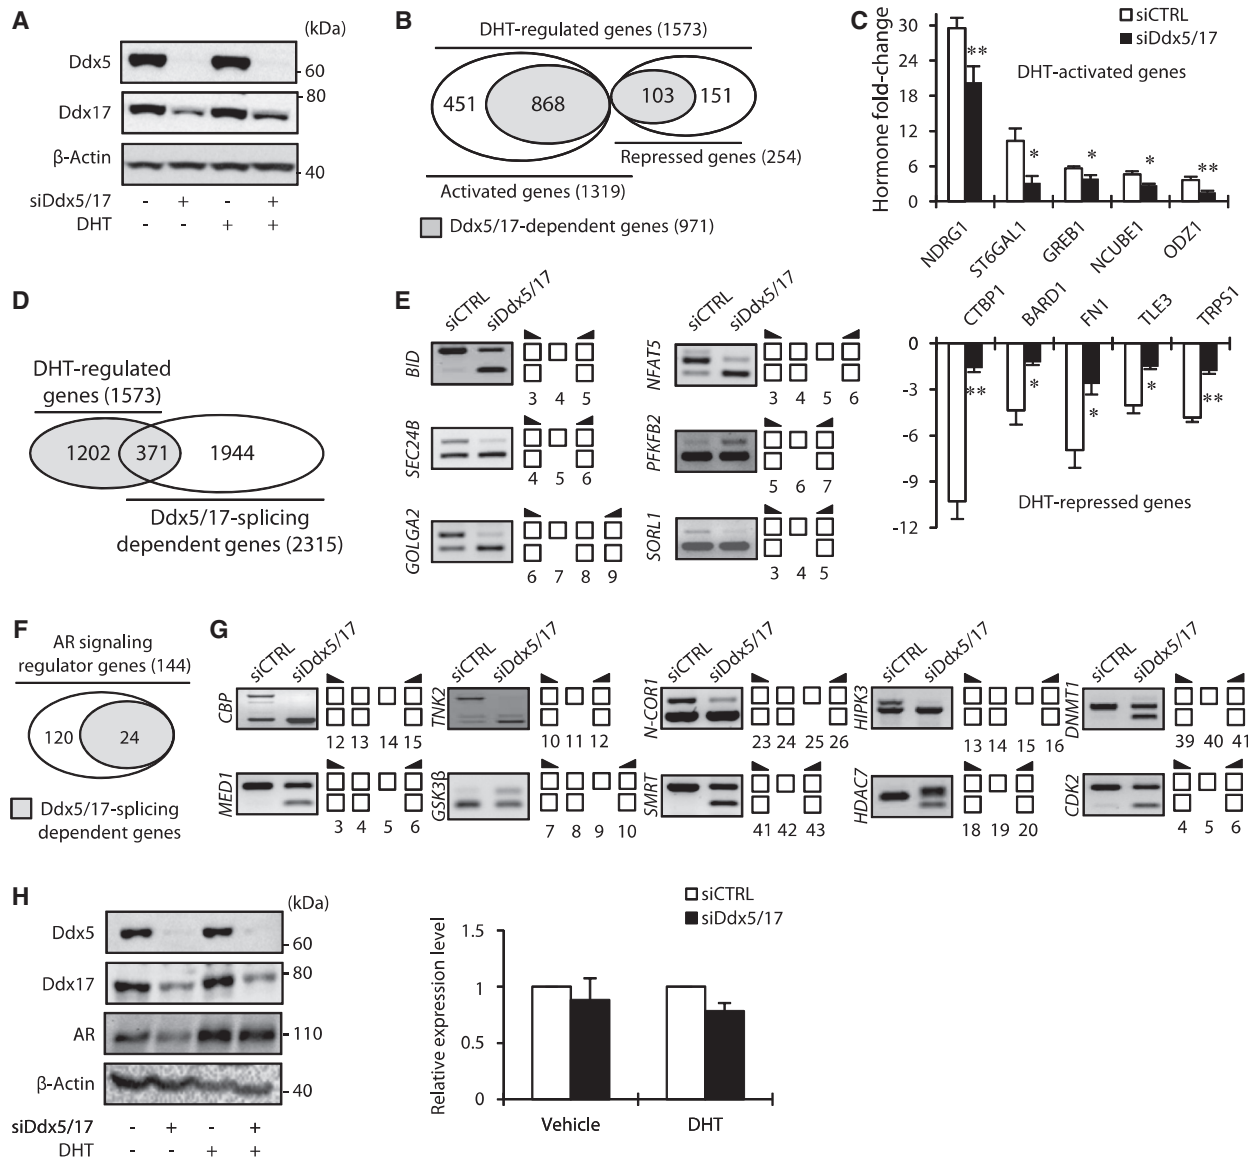 A
(kDa)
Ddx5
60
80
Ddx17
β-Actin
40
siDdx5/17 - + - +
DHT - - + +
B
DHT-regulated genes (1573)
451 868 103 151
Repressed genes (254)
Activated genes (1319)
Ddx5/17-dependent genes (971)
C
siCTRL
siDdx5/17
DHT-activated genes
Hormone fold-change
30
24
18
12
6
0
** * * * **
NDRG1 ST6GAL1 GREB1 NCUBE1 ODZ1
CTBP1 BARD1 FN1 TLE3 TRPS1
0
-3
-6
-9
-12
** * * * **
DHT-repressed genes
D
DHT-regulated
genes (1573)
1202 371 1944
Ddx5/17-splicing
dependent genes (2315)
E
siCTRL siDdx5/17
BID
3 4 5
SEC24B
4 5 6
GOLGA2
6 7 8 9
siCTRL siDdx5/17
NFAT5
3 4 5 6
PFKFB2
5 6 7
SORL1
3 4 5
F
AR signaling
regulator genes (144)
120 24
Ddx5/17-splicing
dependent genes
G
siCTRL siDdx5/17
CBP
12 13 14 15
MED1
3 4 5 6
siCTRL siDdx5/17
TNK2
10 11 12
GSK3β
7 8 9 10
siCTRL siDdx5/17
N-COR1
23 24 25 26
SMRT
41 42 43
siCTRL siDdx5/17
HIPK3
13 14 15 16
HDAC7
18 19 20
siCTRL siDdx5/17
DNMT1
39 40 41
CDK2
4 5 6
H
(kDa)
Ddx5
60
Ddx17
80
AR
110
β-Actin
40
siDdx5/17 - + - +
DHT - - + +
siCTRL
siDdx5/17
Relative expression level
1.5
1
0.5
0
Vehicle DHT